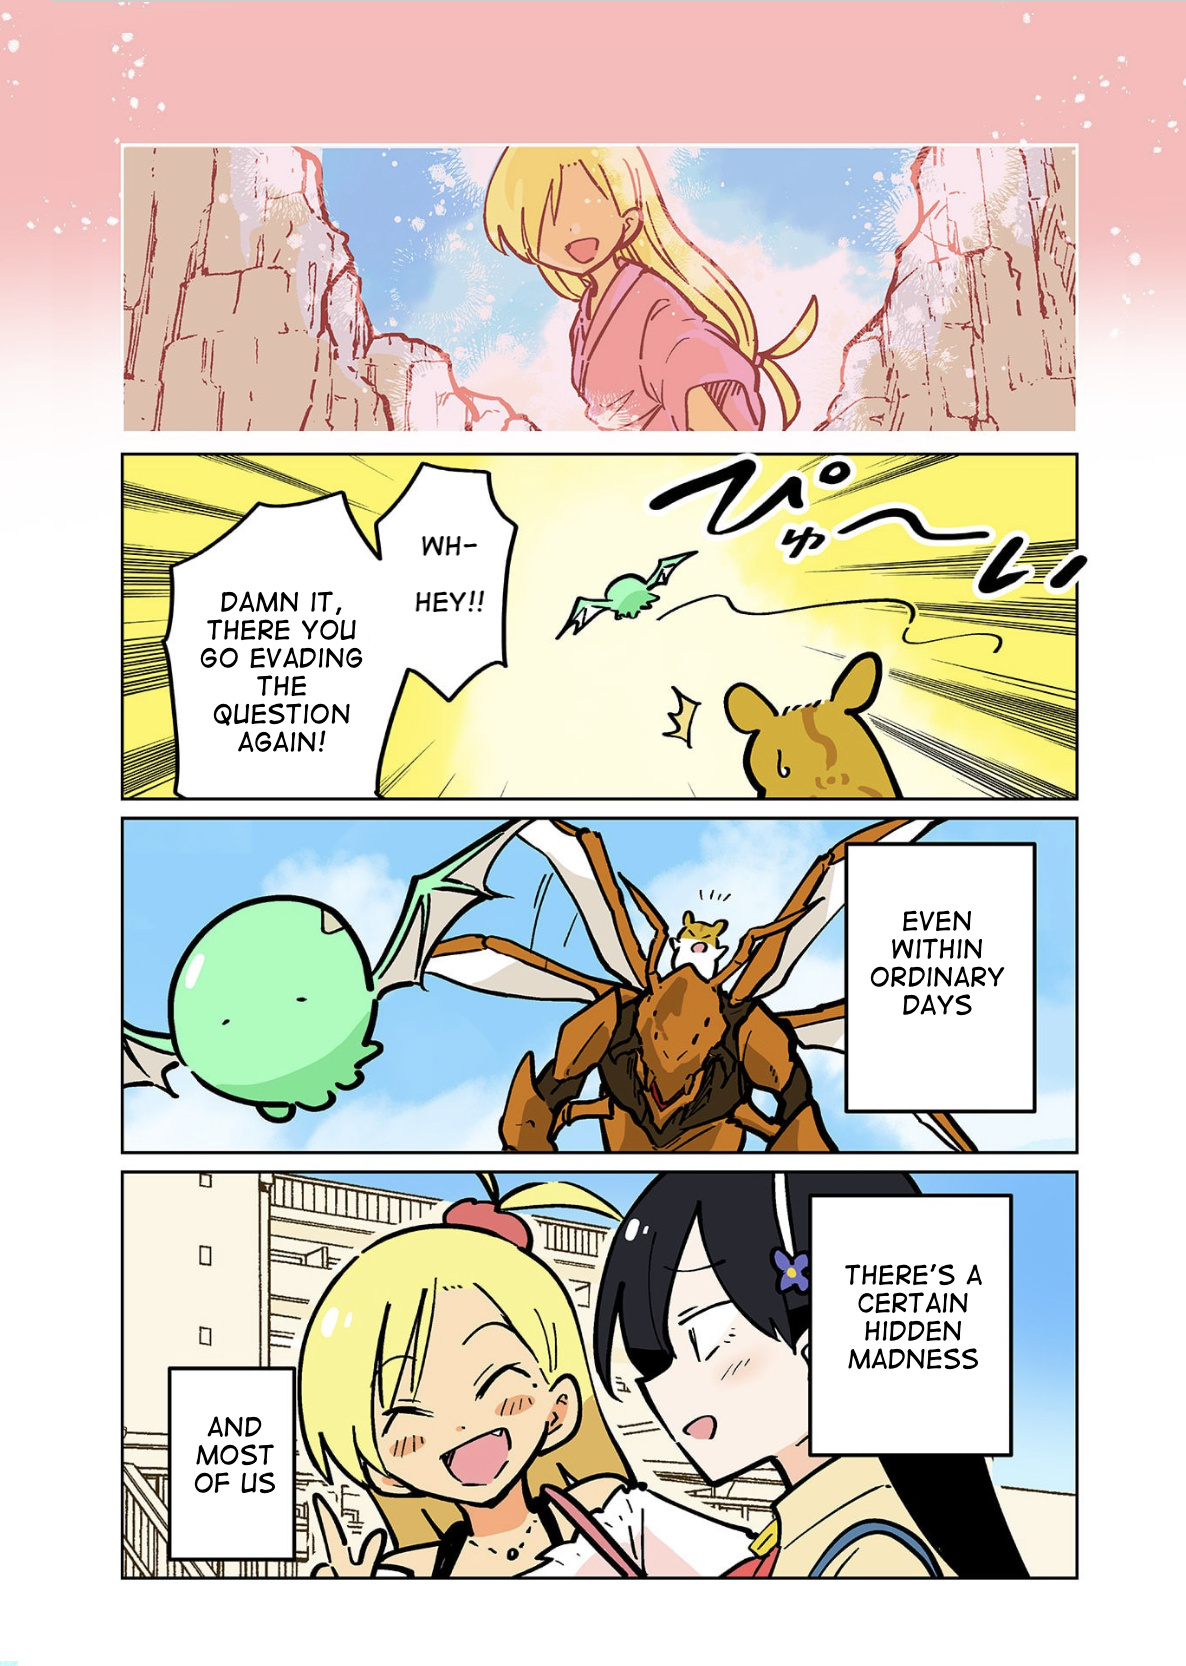 ぴゅ〜い
WH-
HEY!!
DAMN IT,
THERE YOU
GO EVADING
THE
QUESTION
AGAIN!
EVEN
WITHIN
ORDINARY
DAYS
THERE'S A
CERTAIN
HIDDEN
MADNESS
AND
MOST
OF US